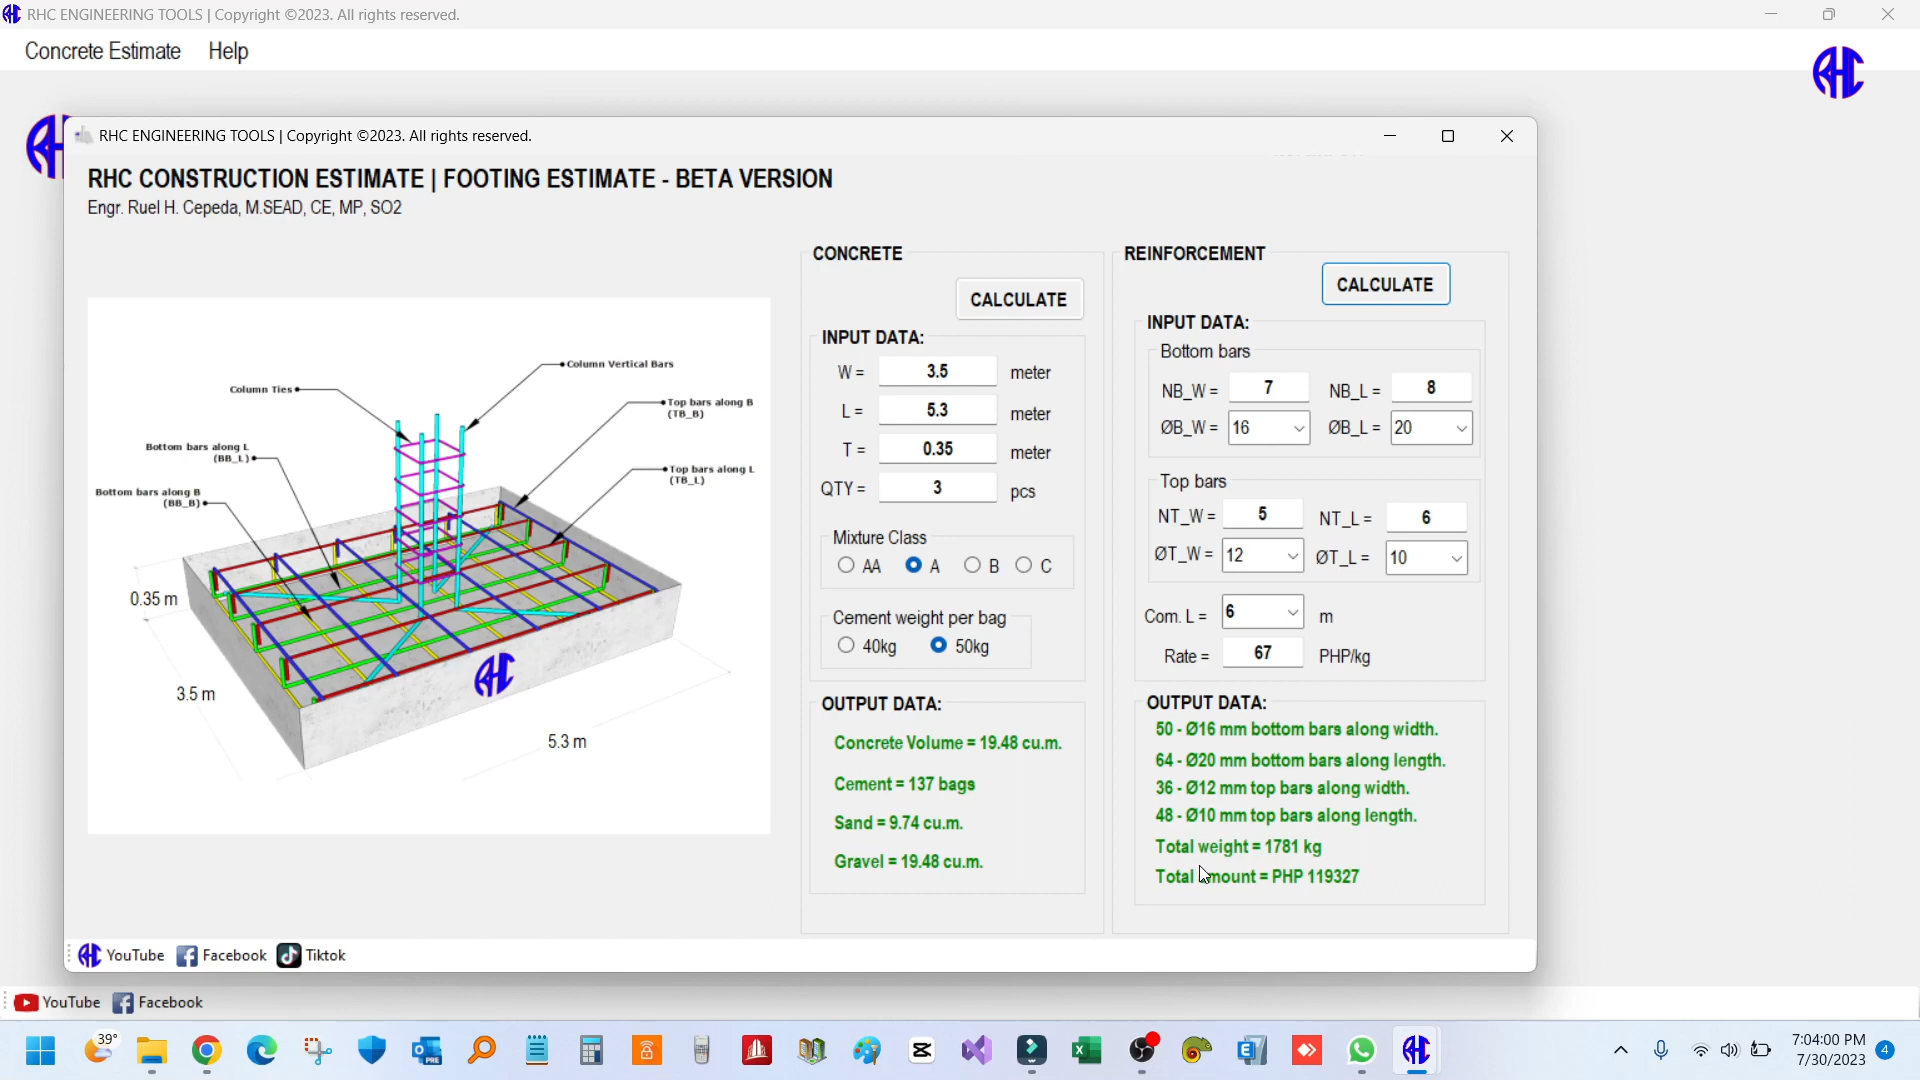 RHC ENGINEERING TOOLS | Copyright ©2023. All rights reserved.
Concrete Estimate Help
RHC
RHC ENGINEERING TOOLS | Copyright ©2023. All rights reserved.
RHC CONSTRUCTION ESTIMATE | FOOTING ESTIMATE - BETA VERSION
Engr. Ruel H. Cepeda, M.SEAD, CE, MP, SO2
Column Vertical Bars
Column Ties
Top bars along B
(TB_B)
Bottom bars along L
(BB_L)
Top bars along L
(TB_L)
Bottom bars along B
(BB_B)
0.35 m
3.5 m
RHC
5.3 m
CONCRETE
CALCULATE
INPUT DATA:
W = 3.5 meter
L = 5.3 meter
T = 0.35 meter
QTY = 3 pcs
Mixture Class
AA A B C
Cement weight per bag
40kg 50kg
OUTPUT DATA:
Concrete Volume = 19.48 cu.m.
Cement = 137 bags
Sand = 9.74 cu.m.
Gravel = 19.48 cu.m.
REINFORCEMENT
CALCULATE
INPUT DATA:
Bottom bars
NB_W = 7 NB_L = 8
ØB_W = 16 ØB_L = 20
Top bars
NT_W = 5 NT_L = 6
ØT_W = 12 ØT_L = 10
Com. L = 6 m
Rate = 67 PHP/kg
OUTPUT DATA:
50 - Ø16 mm bottom bars along width.
64 - Ø20 mm bottom bars along length.
36 - Ø12 mm top bars along width.
48 - Ø10 mm top bars along length.
Total weight = 1781 kg
Total amount = PHP 119327
YouTube Facebook Tiktok
YouTube Facebook
39°
7:04:00 PM
7/30/2023
4